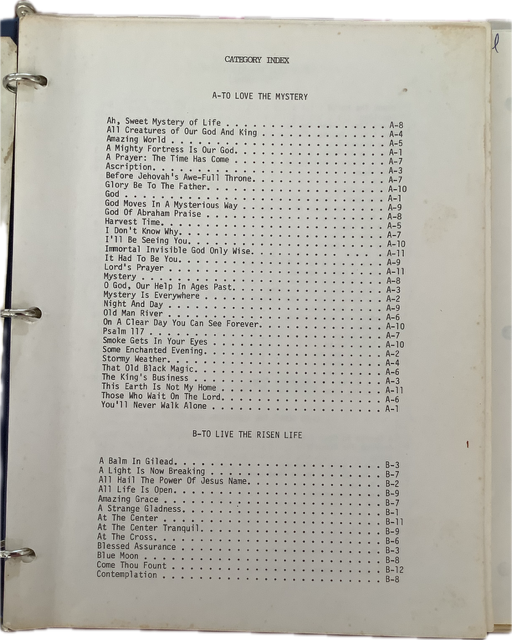 CATEGORY INDEX
A-TO LOVE THE MYSTERY
Ah, Sweet Mystery of Life . . . . . . . . A-8
All Creatures of Our God And King . . . . . . . . A-4
Amazing World . . . . . . . . A-5
A Mighty Fortress Is Our God. . . . . . . . . A-1
A Prayer: The Time Has Come . . . . . . . . A-7
Ascription. . . . . . . . . A-3
Before Jehovah's Awe-Full Throne. . . . . . . . . A-7
Glory Be To The Father. . . . . . . . . A-10
God . . . . . . . . A-1
God Moves In A Mysterious Way . . . . . . . . A-9
God Of Abraham Praise . . . . . . . . A-8
Harvest Time. . . . . . . . . A-5
I Don't Know Why. . . . . . . . . A-7
I'll Be Seeing You. . . . . . . . . A-10
Immortal Invisible God Only Wise. . . . . . . . . A-11
It Had To Be You. . . . . . . . . A-9
Lord's Prayer . . . . . . . . A-11
Mystery . . . . . . . . A-8
O God, Our Help In Ages Past. . . . . . . . . A-3
Mystery Is Everywhere . . . . . . . . A-2
Night And Day . . . . . . . . A-9
Old Man River . . . . . . . . A-6
On A Clear Day You Can See Forever. . . . . . . . . A-10
Psalm 117 . . . . . . . . A-7
Smoke Gets In Your Eyes . . . . . . . . A-10
Some Enchanted Evening. . . . . . . . . A-2
Stormy Weather. . . . . . . . . A-4
That Old Black Magic. . . . . . . . . A-6
The King's Business . . . . . . . . A-3
This Earth Is Not My Home . . . . . . . . A-11
Those Who Wait On The Lord. . . . . . . . . A-6
You'll Never Walk Alone . . . . . . . . A-1
B-TO LIVE THE RISEN LIFE
A Balm In Gilead. . . . . . . . . B-3
A Light Is Now Breaking . . . . . . . . B-7
All Hail The Power Of Jesus Name. . . . . . . . . B-2
All Life Is Open. . . . . . . . . B-9
Amazing Grace . . . . . . . . B-7
A Strange Gladness. . . . . . . . . B-1
At The Center . . . . . . . . B-11
At The Center Tranquil. . . . . . . . . B-9
At The Cross. . . . . . . . . B-6
Blessed Assurance . . . . . . . . B-3
Blue Moon . . . . . . . . B-8
Come Thou Fount . . . . . . . . B-12
Contemplation . . . . . . . . B-8